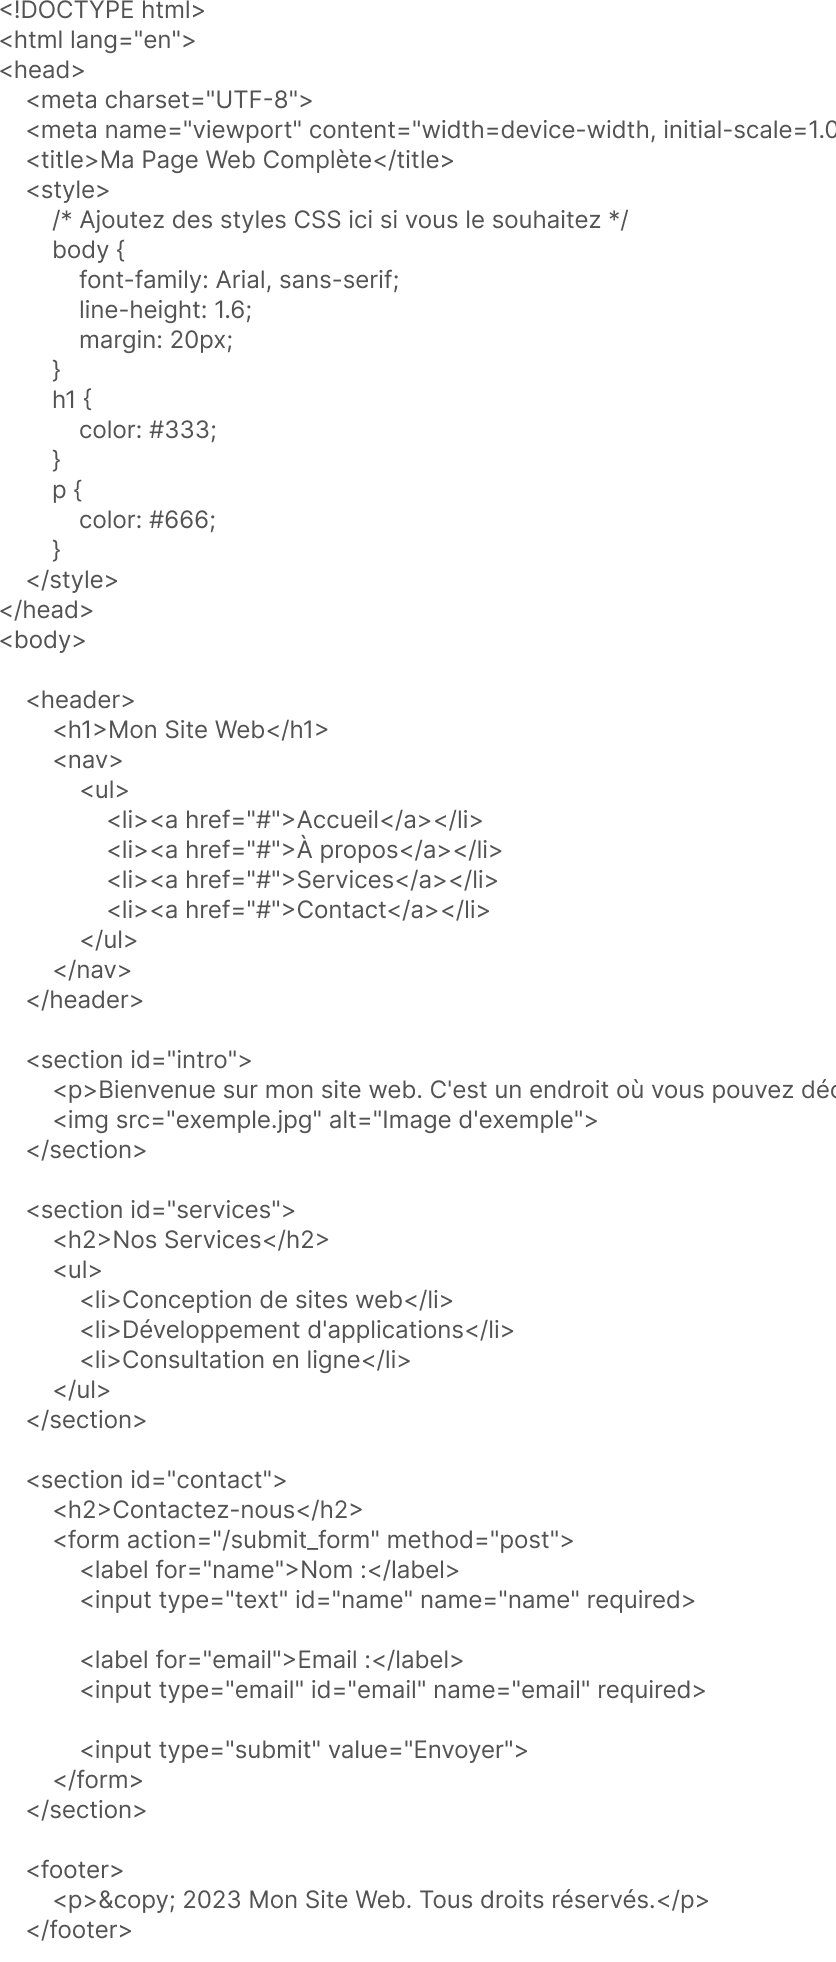 <!DOCTYPE html>
<html lang="en">
<head>
<meta charset="UTF-8">
<meta name="viewport" content="width=device-width, initial-scale=1.0
<title>Ma Page Web Complète</title>
<style>
/* Ajoutez des styles CSS ici si vous le souhaitez */
body {
font-family: Arial, sans-serif;
line-height: 1.6;
margin: 20px;
}
h1 {
color: #333;
}
p {
color: #666;
}
</style>
</head>
<body>
<header>
<h1>Mon Site Web</h1>
<nav>
<ul>
<li><a href="#">Accueil</a></li>
<li><a href="#">À propos</a></li>
<li><a href="#">Services</a></li>
<li><a href="#">Contact</a></li>
</ul>
</nav>
</header>
<section id="intro">
<p>Bienvenue sur mon site web. C'est un endroit où vous pouvez
<img src="exemple.jpg" alt="Image d'exemple">
</section>
<section id="services">
<h2>Nos Services</h2>
<ul>
<li>Conception de sites web</li>
<li>Développement d'applications</li>
<li>Consultation en ligne</li>
</ul>
</section>
<section id="contact">
<h2>Contactez-nous</h2>
<form action="/submit_form" method="post">
<label for="name">Nom :</label>
<input type="text" id="name" name="name" required>
<label for="email">Email :</label>
<input type="email" id="email" name="email" required>
<input type="submit" value="Envoyer">
</form>
</section>
<footer>
<p>&copy; 2023 Mon Site Web. Tous droits réservés.</p>
</footer>